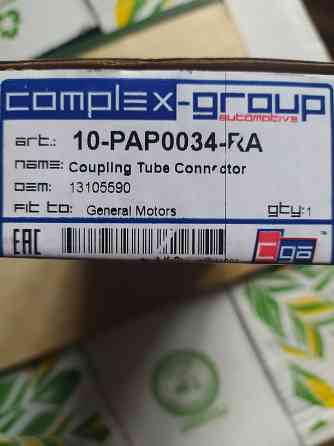 complex-group
automotive
art.: 10-PAP0034-RA
name: Coupling Tube Connector
oem: 13105590
Fit to: General Motors qty:1
EAC
cga™